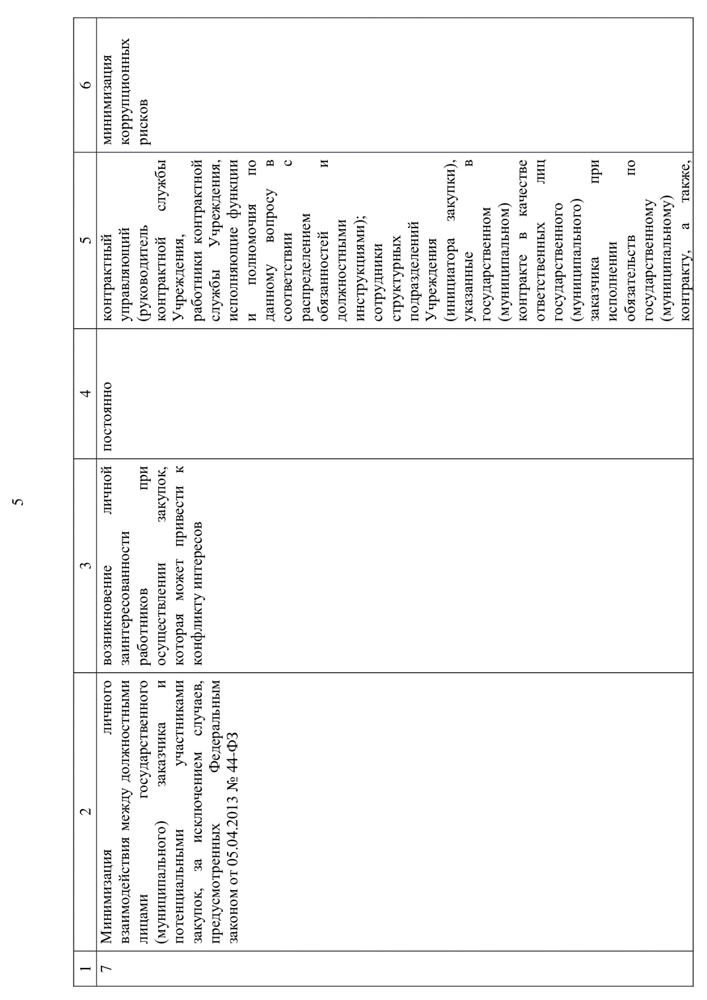 5
1
2
3
4
5
6
7
Минимизация личного
взаимодействия между должностными
лицами государственного
(муниципального) заказчика и
потенциальными участниками
закупок, за исключением случаев,
предусмотренных Федеральным
законом от 05.04.2013 № 44-ФЗ
возникновение личной
заинтересованности
работников при
осуществлении закупок,
которая может привести к
конфликту интересов
постоянно
контрактный
управляющий
(руководитель
контрактной службы
Учреждения,
работники контрактной
службы Учреждения,
исполняющие функции
и полномочия по
данному вопросу в
соответствии с
распределением
обязанностей и
должностными
инструкциями);
сотрудники
структурных
подразделений
Учреждения
(инициатора закупки),
указанные в
государственном
(муниципальном)
контракте в качестве
ответственных лиц
государственного
(муниципального)
заказчика при
исполнении
обязательств по
государственному
(муниципальному)
контракту, а также,
минимизация
коррупционных
рисков